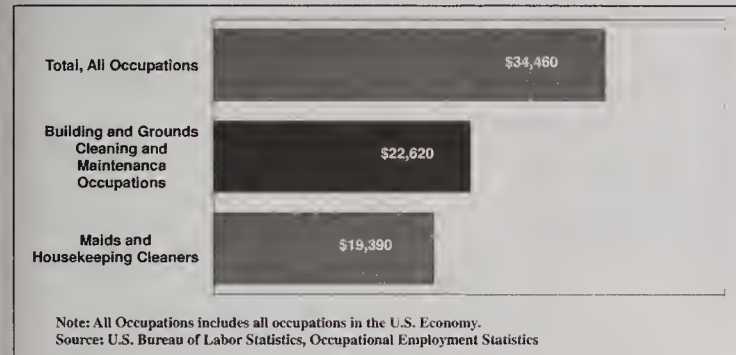 Total, All Occupations
$34,460
Building and Grounds
Cleaning and
Maintenanca
Occupations
$22,620
Maids and
Housekeeping Cleaners
$19,390
Note: All Occupations includes all occupations in the U.S. Economy.
Source: U.S. Bureau of Labor Statistics, Occupational Employment Statistics